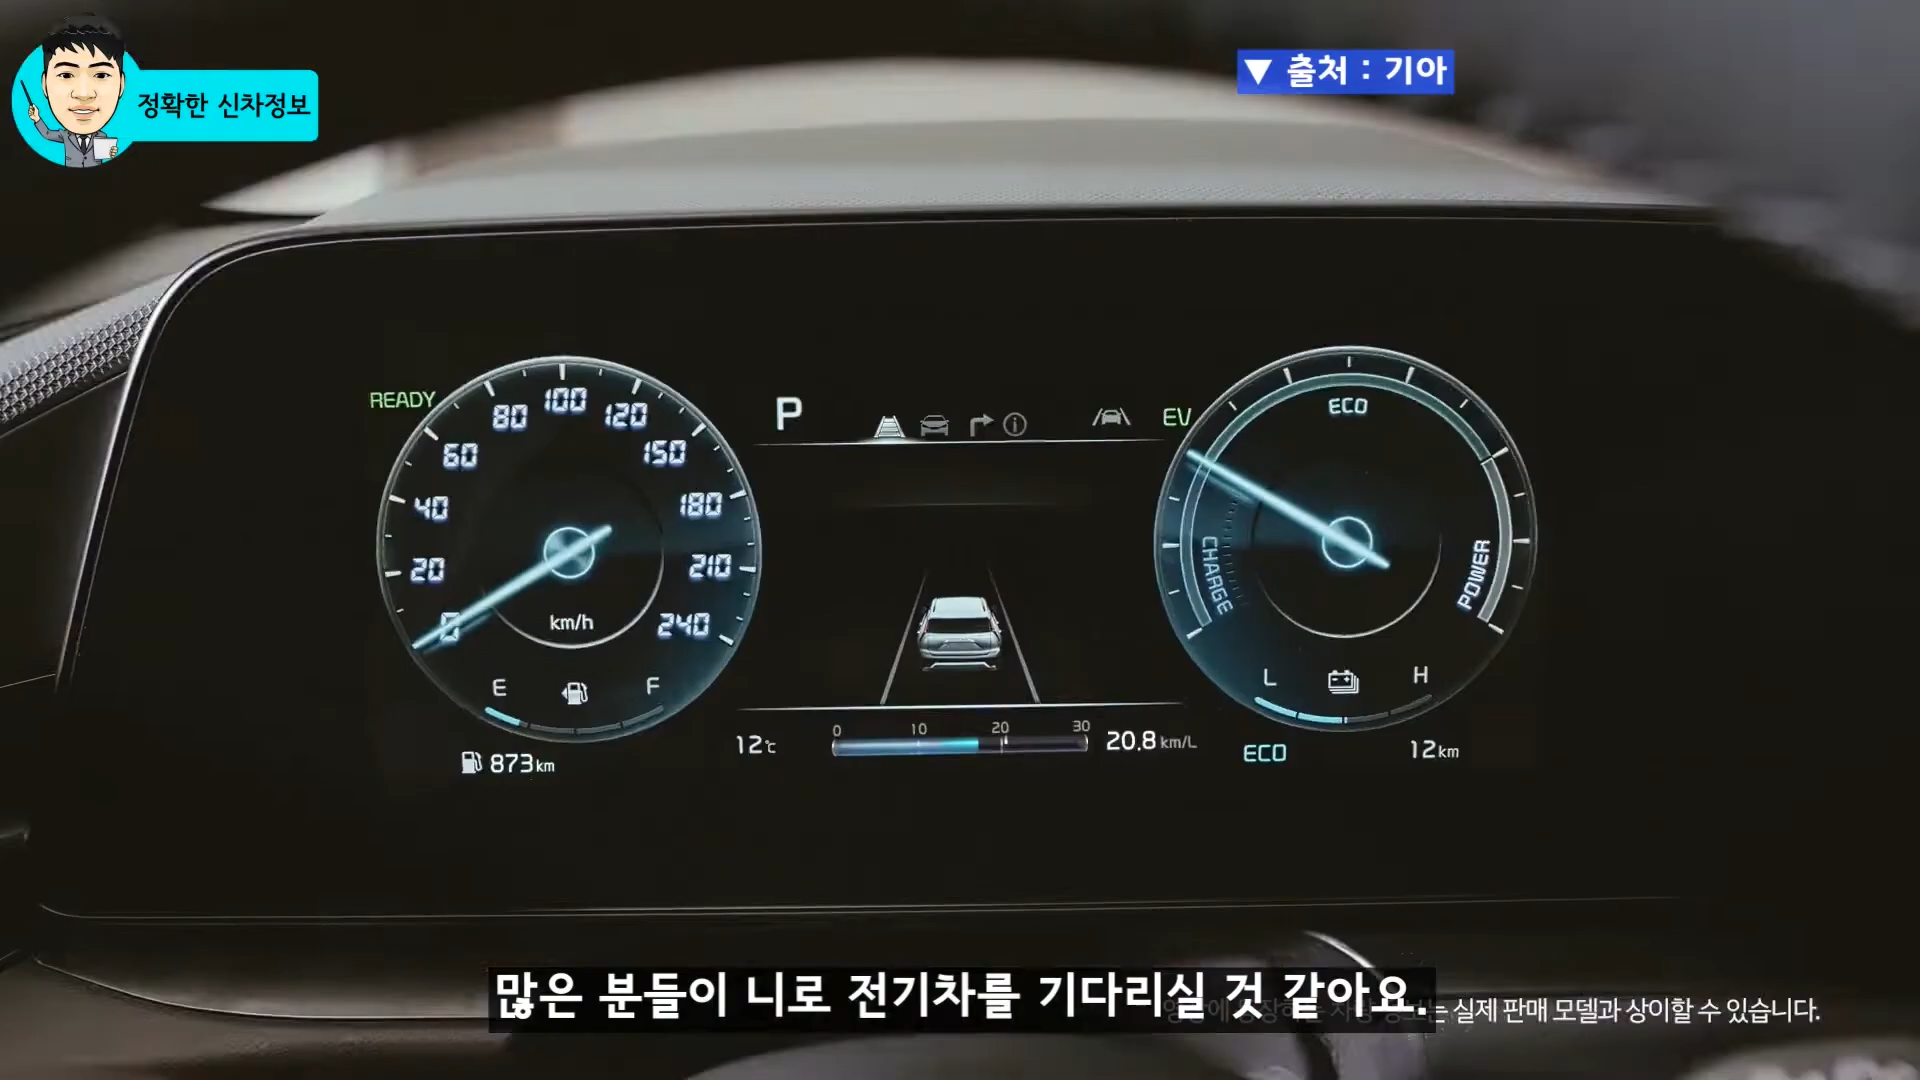 정확한 신차정보
▼ 출처 : 기아
READY
0
20
40
60
80
100
120
150
180
210
240
km/h
E
F
873km
P
EV
12℃
0 10 20 30
20.8 km/L
ECO
CHARGE
POWER
L
H
ECO
12km
많은 분들이 니로 전기차를 기다리실 것 같아요.
실제 판매 모델과 상이할 수 있습니다.